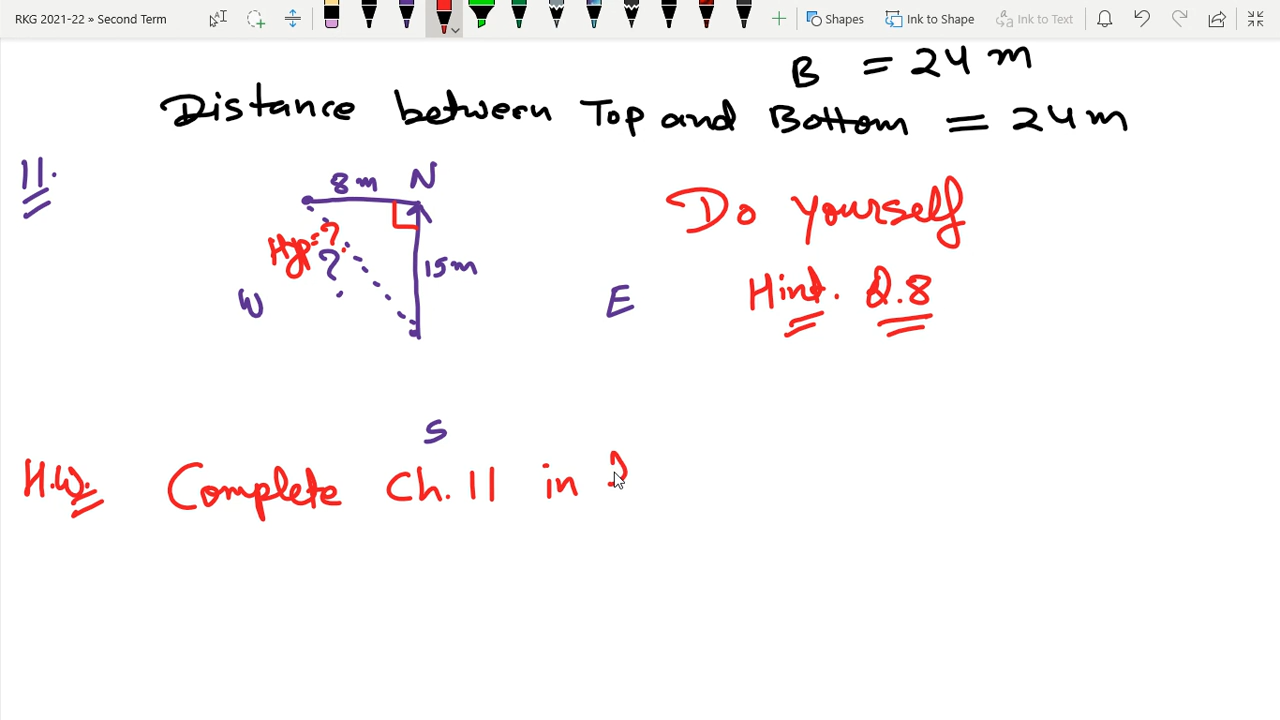 RKG 2021-22 » Second Term
Shapes
Ink to Shape
Ink to Text
B = 24 m
Distance between Top and Bottom = 24 m
11.
8 m
N
Do yourself
Hyp = ?
?
15 m
Hint. Q.8
W
E
S
H.W. Complete Ch. 11 in